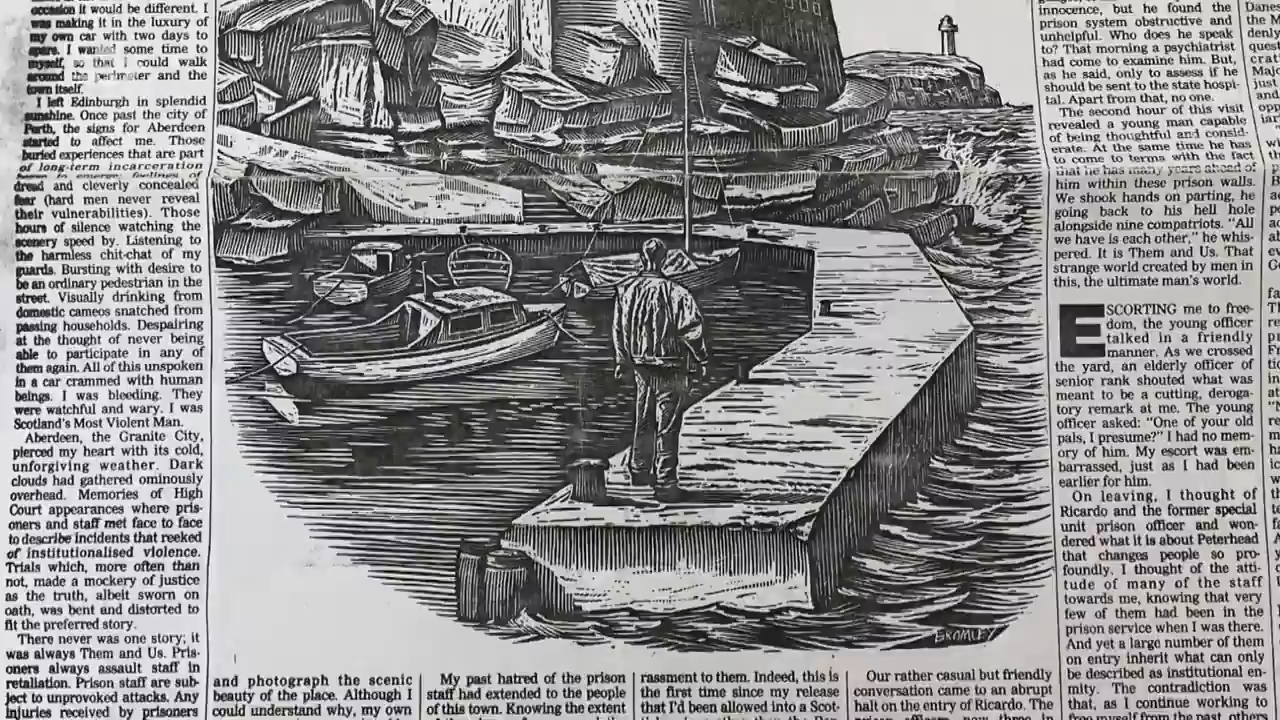 occasion it would be different. I
was making it in the luxury of
my own car with two days to
spare. I wanted some time to
myself, so that I could walk
around the perimeter and the
town itself.
I left Edinburgh in splendid
sunshine. Once past the city of
Perth, the signs for Aberdeen
started to affect me. Those
buried experiences that are part
of long-term incarceration
began to emerge, feelings of
dread and cleverly concealed
fear (hard men never reveal
their vulnerabilities). Those
hours of silence watching the
scenery speed by. Listening to
the harmless chit-chat of my
guards. Bursting with desire to
be an ordinary pedestrian in the
street. Visually drinking from
domestic cameos snatched from
passing households. Despairing
at the thought of never being
able to participate in any of
them again. All of this unspoken
in a car crammed with human
beings. I was bleeding. They
were watchful and wary. I was
Scotland's Most Violent Man.
Aberdeen, the Granite City,
pierced my heart with its cold,
unforgiving weather. Dark
clouds had gathered ominously
overhead. Memories of High
Court appearances where pris-
oners and staff met face to face
to describe incidents that reeked
of institutionalised violence.
Trials which, more often than
not, made a mockery of justice
as the truth, albeit sworn on
oath, was bent and distorted to
fit the preferred story.
There never was one story; it
was always Them and Us. Pris-
oners always assault staff in
retaliation. Prison staff are sub-
ject to unprovoked attacks. Any
injuries received by prisoners
BROMLEY
and photograph the scenic
beauty of the place. Although I
could understand why, my own
My past hatred of the prison
staff had extended to the people
of this town. Knowing the extent
rassment to them. Indeed, this is
the first time since my release
that I'd been allowed into a Scot-
Our rather casual but friendly
conversation came to an abrupt
halt on the entry of Ricardo. The
prison officers, now three in
innocence, but he found the
prison system obstructive and
unhelpful. Who does he speak
to? That morning a psychiatrist
had come to examine him. But,
as he said, only to assess if he
should be sent to the state hospi-
tal. Apart from that, no one.
The second hour of this visit
revealed a young man capable
of being thoughtful and consid-
erate. At the same time he has
to come to terms with the fact
that he has many years ahead of
him within these prison walls.
We shook hands on parting, he
going back to his hell hole
alongside nine compatriots. "All
we have is each other," he whis-
pered. It is Them and Us. That
strange world created by men in
this, the ultimate man's world.
ESCORTING me to free-
dom, the young officer
talked in a friendly
manner. As we crossed
the yard, an elderly officer of
senior rank shouted what was
meant to be a cutting, deroga-
tory remark at me. The young
officer asked: "One of your old
pals, I presume?" I had no mem-
ory of him. My escort was em-
barrassed, just as I had been
earlier for him.
On leaving, I thought of
Ricardo and the former special
unit prison officer and won-
dered what it is about Peterhead
that changes people so pro-
foundly. I thought of the atti-
tude of many of the staff
towards me, knowing that very
few of them had been in the
prison service when I was there.
And yet a large number of them
on entry inherit what can only
be described as institutional en-
mity. The contradiction was
that, as I continue working to
free myself from the past, others